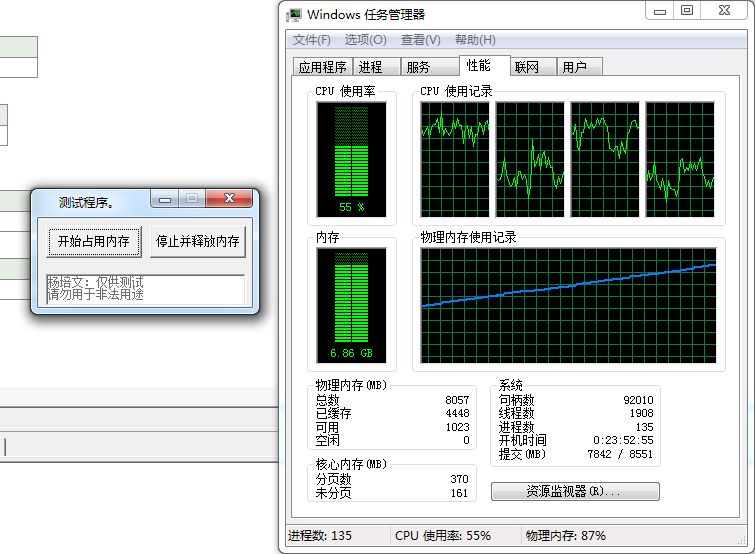 测试程序。
开始占用内存
停止并释放内存
杨培文：仅供测试
请勿用于非法用途
Windows 任务管理器
文件(F) 选项(O) 查看(V) 帮助(H)
应用程序 进程 服务 性能 联网 用户
CPU 使用率
CPU 使用记录
55 %
内存
物理内存使用记录
6.86 GB
物理内存(MB)
总数 8057
已缓存 4448
可用 1023
空闲 0
核心内存(MB)
分页数 370
未分页 161
系统
句柄数 92010
线程数 1908
进程数 135
开机时间 0:23:52:55
提交(MB) 7842 / 8551
资源监视器(R)...
进程数: 135 CPU 使用率: 55% 物理内存: 87%